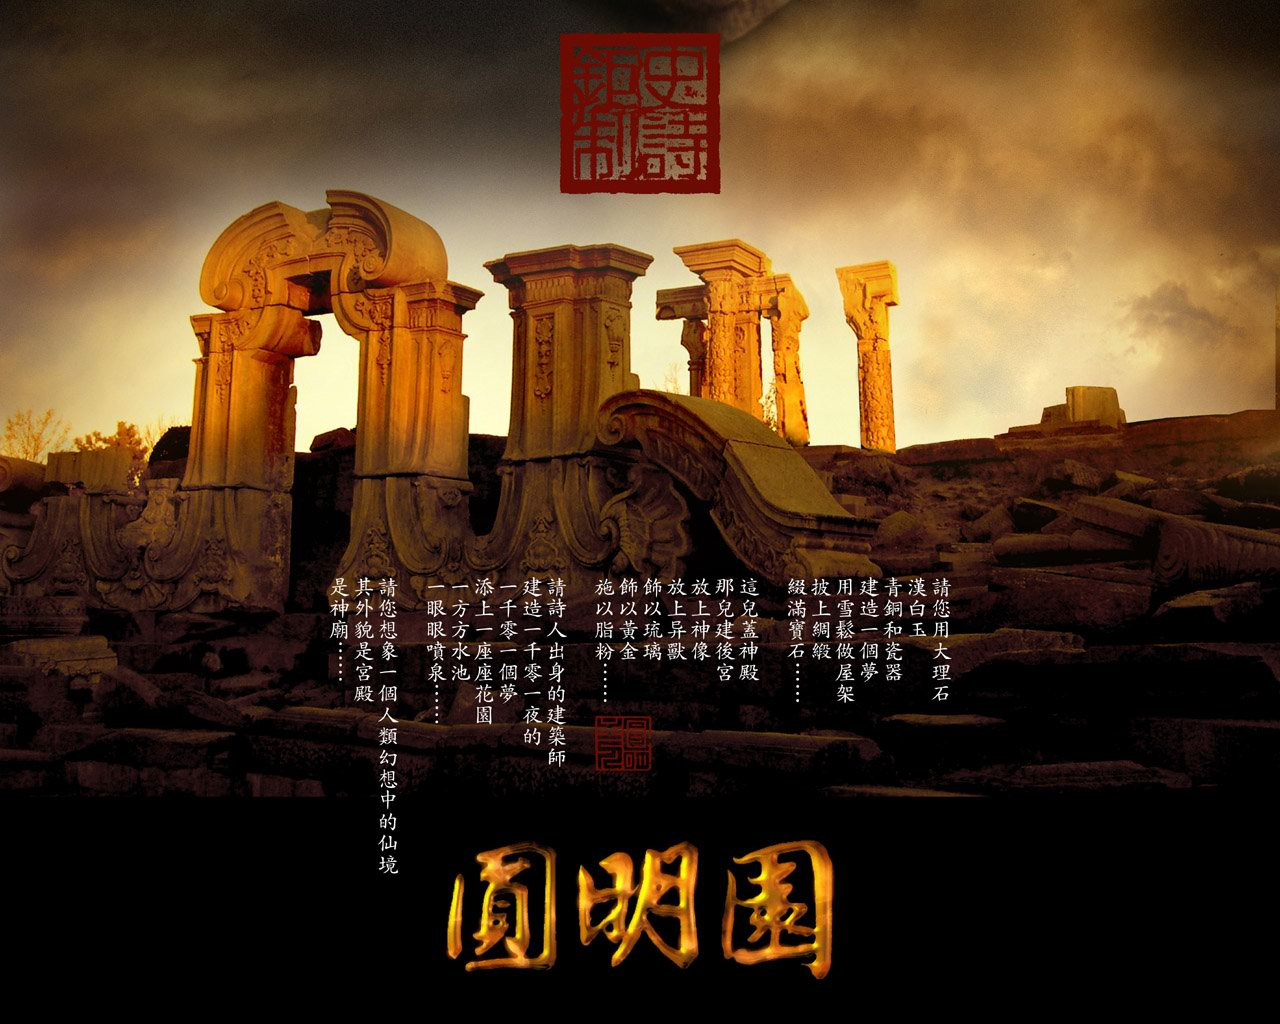 史詩
鉅制
請您用大理石
漢白玉
青銅和瓷器
建造一個夢
用雪鬆做屋架
披上綢緞
綴滿寶石……
這兒蓋神殿
那兒建後宮
放上神像
放上异獸
飾以琉璃
飾以黃金
施以脂粉……
請詩人出身的建築師
建造一千零一夜的
一千零一個夢
添上一座座花園
一方方水池
一眼眼噴泉……
請您想象一個人類幻想中的仙境
其外貌是宮殿
是神廟……
圓明園